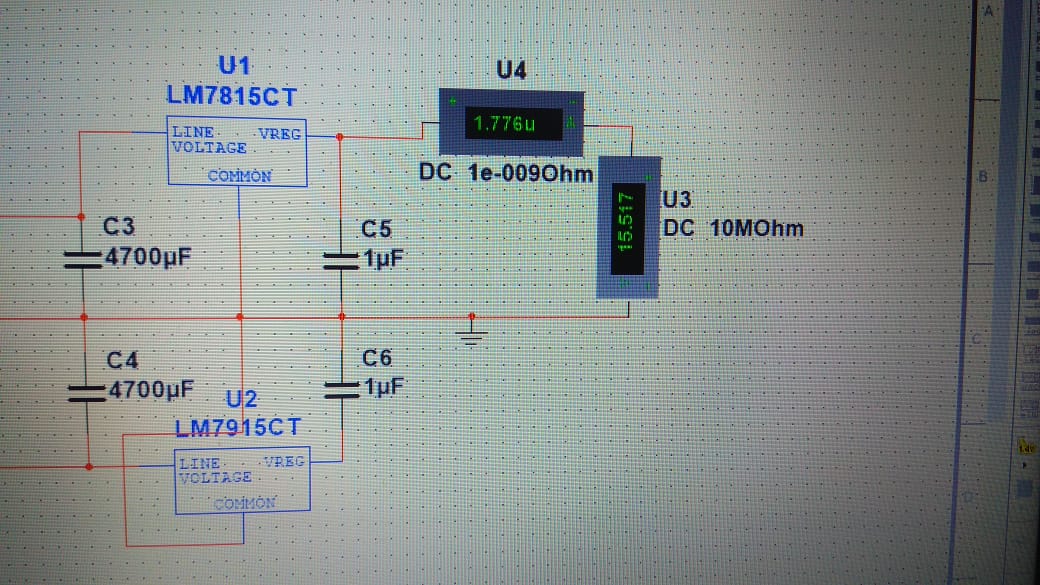 A
U1
LM7815CT
LINE VREG
VOLTAGE
COMMON
U4
1.776u A
DC 1e-009Ohm
B
15.517
U3
DC 10MOhm
C3
4700µF
C5
1µF
C
C4
4700µF
C6
1µF
U2
LM7915CT
LINE VREG
VOLTAGE
COMMON
D